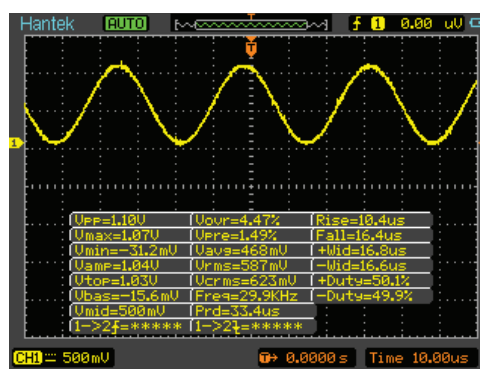 Hantek AUTO T 1 0.00 uV
T
1
Vpp=1.10V Vovr=4.47% Rise=10.4us
Vmax=1.07V Vpre=1.49% Fall=16.4us
Vmin=-31.2mV Vavg=468mV +Wid=16.8us
Vamp=1.04V Vrms=587mV -Wid=16.6us
Vtop=1.03V Vcrms=623mV +Duty=50.1%
Vbas=-15.6mV Freq=29.9KHz -Duty=49.9%
Vmid=500mV Prd=33.4us
1->2=***** 1->2=*****
CH1 500mV T→ 0.0000 s Time 10.00us